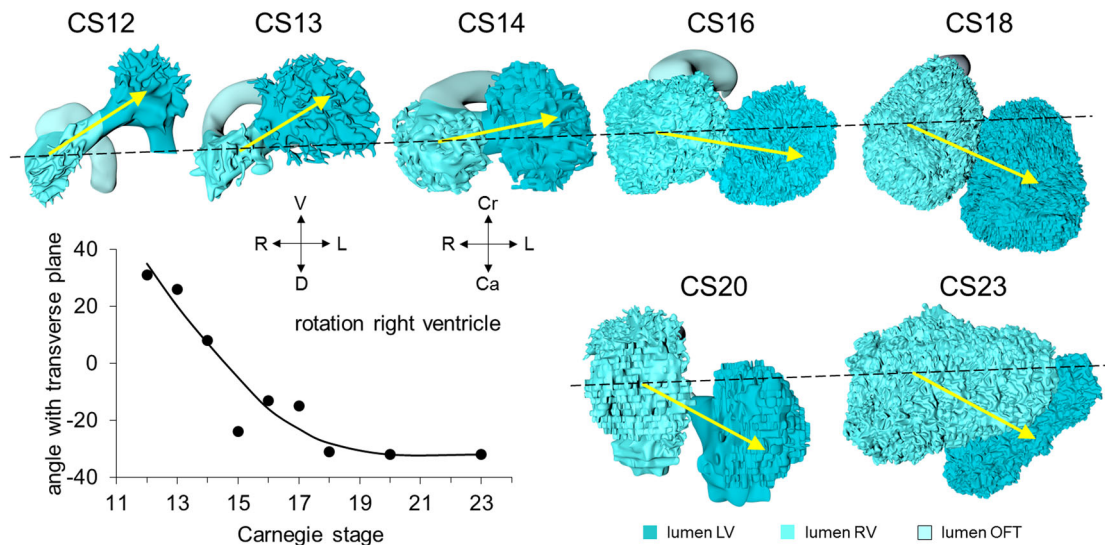 CS12 CS13 CS14 CS16 CS18
V
R L
D
Cr
R L
Ca
angle with transverse plane
40
20
0
-20
-40
11 13 15 17 19 21 23
Carnegie stage
rotation right ventricle
CS20 CS23
lumen LV lumen RV lumen OFT